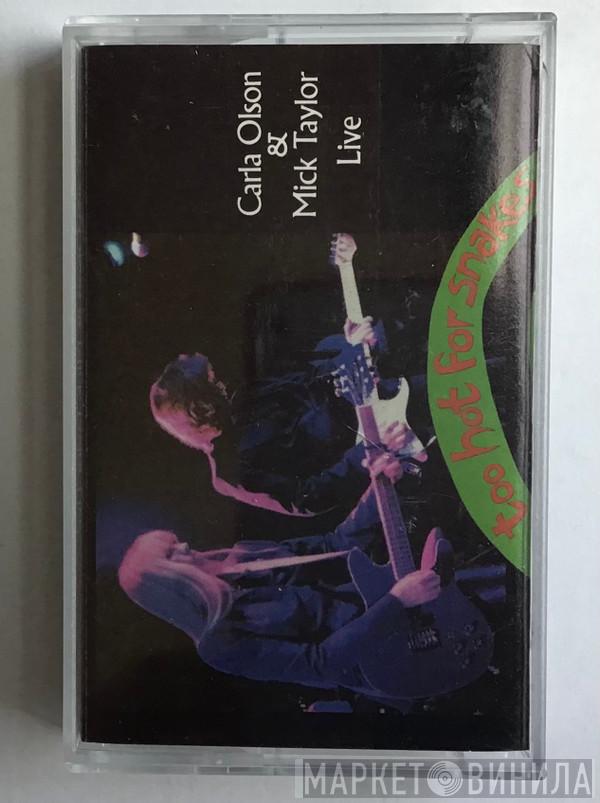 Carla Olson
&
Mick Taylor
Live
too hot for snakes
МАРКЕТ ВИНИЛА